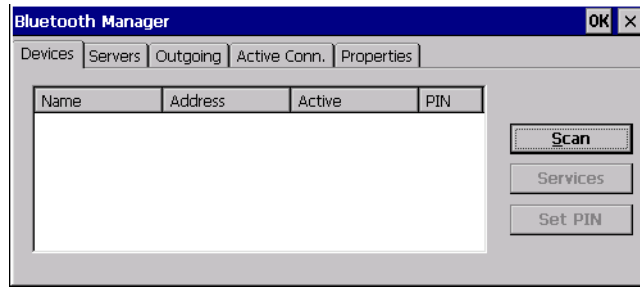 Bluetooth Manager OK ×
Devices Servers Outgoing Active Conn. Properties
Name Address Active PIN
Scan
Services
Set PIN